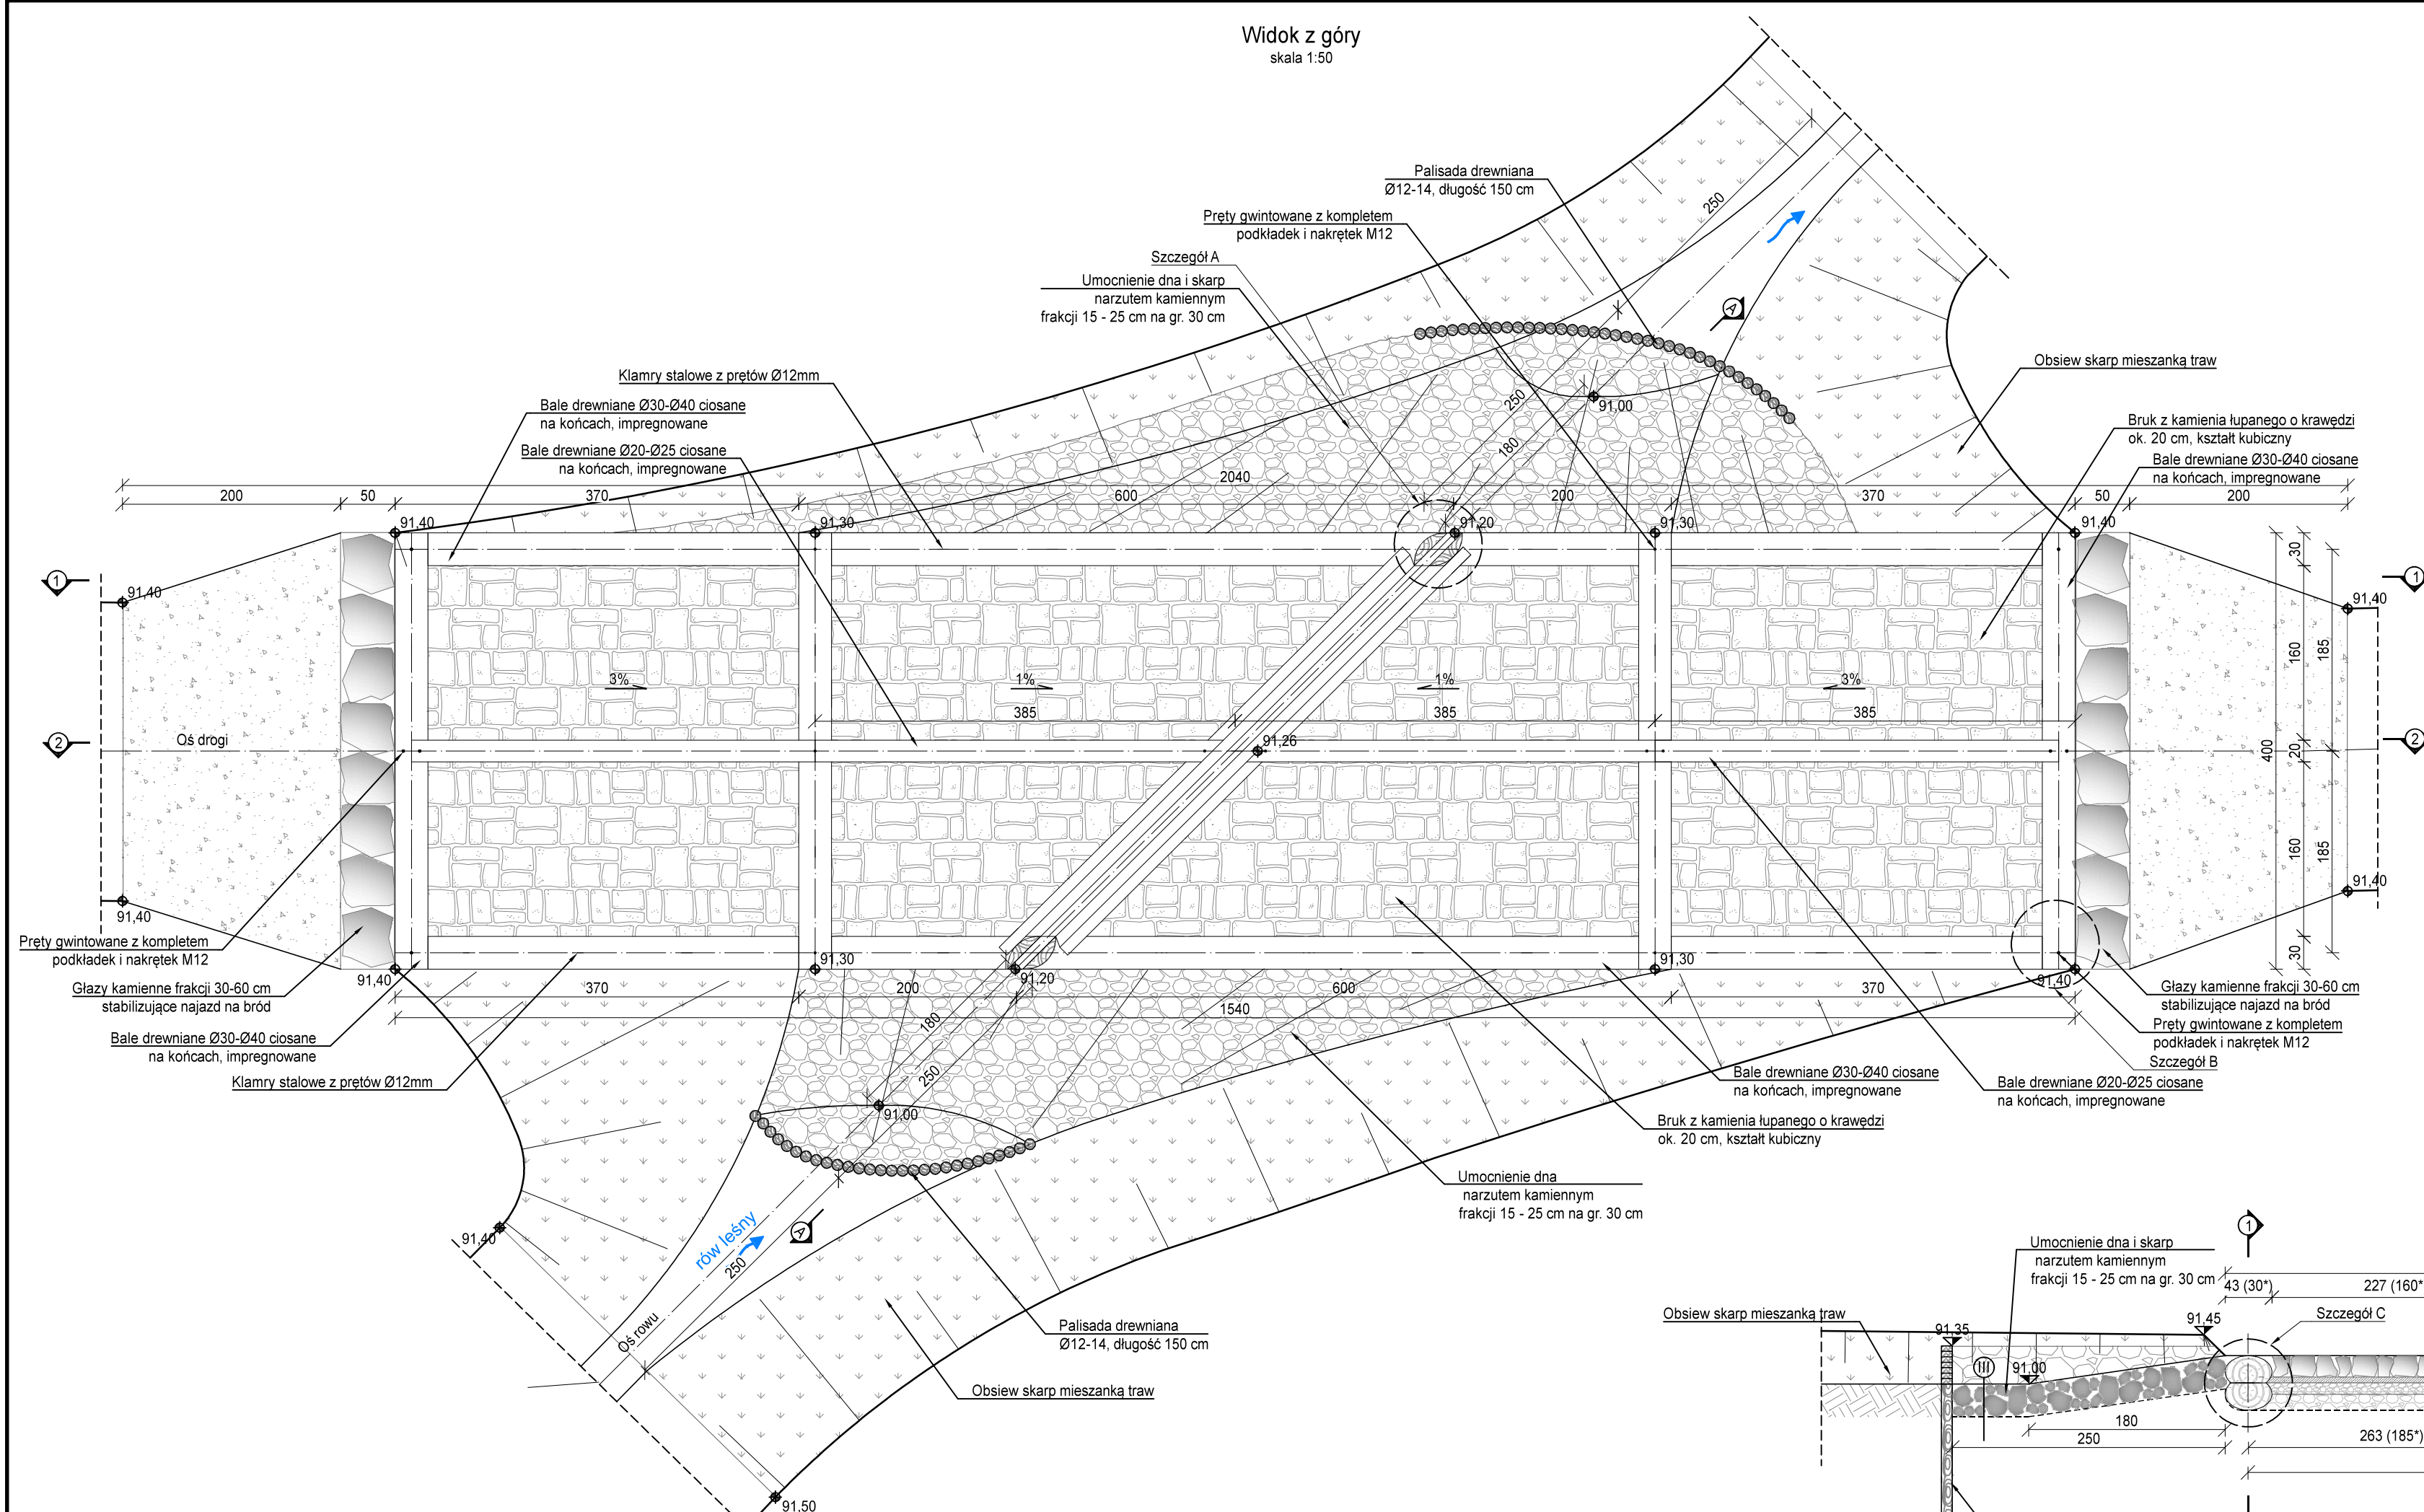 Widok z góry
skala 1:50
Palisada drewniana
Ø12-14, długość 150 cm
Pręty gwintowane z kompletem
podkładek i nakrętek M12
Szczegół A
Umocnienie dna i skarp
narzutem kamiennym
frakcji 15 - 25 cm na gr. 30 cm
Klamry stalowe z prętów Ø12mm
Bale drewniane Ø30-Ø40 ciosane
na końcach, impregnowane
Bale drewniane Ø20-Ø25 ciosane
na końcach, impregnowane
250
A
Obsiew skarp mieszanką traw
Bruk z kamienia łupanego o krawędzi
ok. 20 cm, kształt kubiczny
Bale drewniane Ø30-Ø40 ciosane
na końcach, impregnowane
250
91,00
180
2040
200
50
370
600
200
370
50
200
91,40
91,30
91,20
91,30
91,40
1
91,40
1
91,40
30
160
185
3%
1%
1%
3%
385
385
385
Oś drogi
2
91,26
400
20
2
160
185
30
91,40
91,40
Pręty gwintowane z kompletem
podkładek i nakrętek M12
Głazy kamienne frakcji 30-60 cm
stabilizujące najazd na bród
Bale drewniane Ø30-Ø40 ciosane
na końcach, impregnowane
Klamry stalowe z prętów Ø12mm
91,40
91,30
91,20
91,30
91,40
370
200
600
370
1540
180
250
91,00
Głazy kamienne frakcji 30-60 cm
stabilizujące najazd na bród
Pręty gwintowane z kompletem
podkładek i nakrętek M12
Szczegół B
Bale drewniane Ø30-Ø40 ciosane
na końcach, impregnowane
Bale drewniane Ø20-Ø25 ciosane
na końcach, impregnowane
Bruk z kamienia łupanego o krawędzi
ok. 20 cm, kształt kubiczny
Umocnienie dna
narzutem kamiennym
frakcji 15 - 25 cm na gr. 30 cm
91,40
rów leśny
A
250
Oś rowu
Palisada drewniana
Ø12-14, długość 150 cm
Obsiew skarp mieszanką traw
91,50
1
Umocnienie dna i skarp
narzutem kamiennym
frakcji 15 - 25 cm na gr. 30 cm
43 (30*)
227 (160*
Obsiew skarp mieszanką traw
Szczegół C
91,35
91,45
III
91,00
180
250
263 (185*)